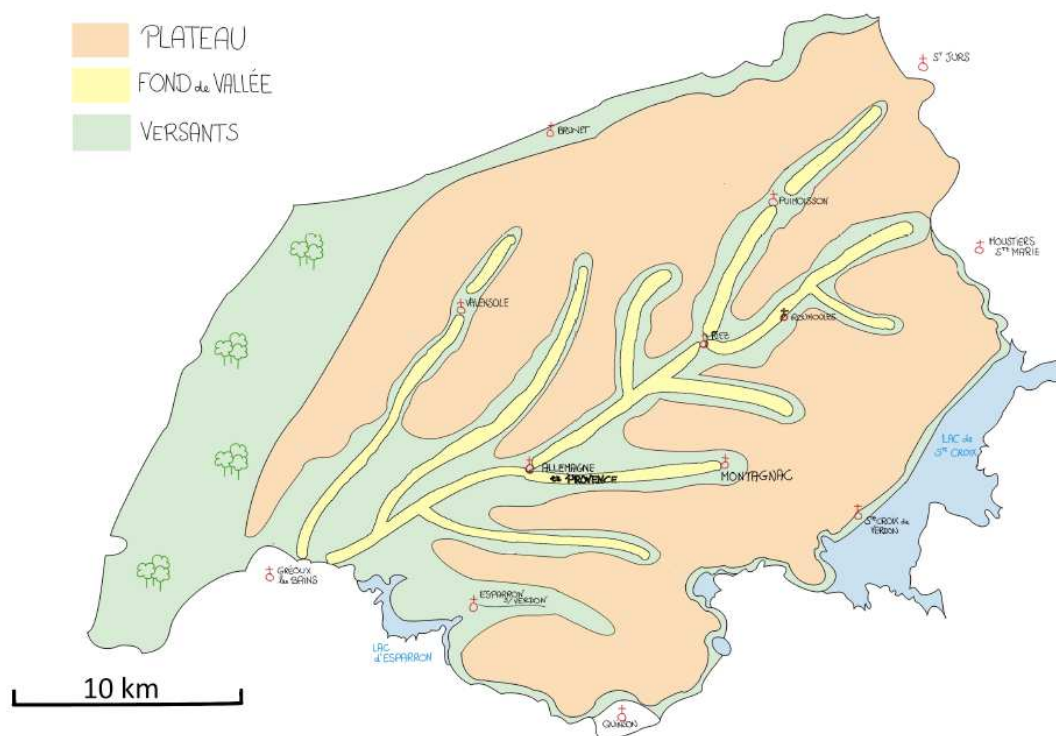 PLATEAU
FOND de VALLÉE
VERSANTS
ST JURS
BRUNET
PUIMOISSON
MOUSTIERS
STE MARIE
VALENSOLE
ROUMOULES
RIEZ
LAC de
STE CROIX
ALLEMAGNE
en PROVENCE
MONTAGNAC
STE CROIX de
VERDON
GRÉOUX
les BAINS
ESPARRON
S/ VERDON
LAC
d'ESPARRON
10 km
QUINSON